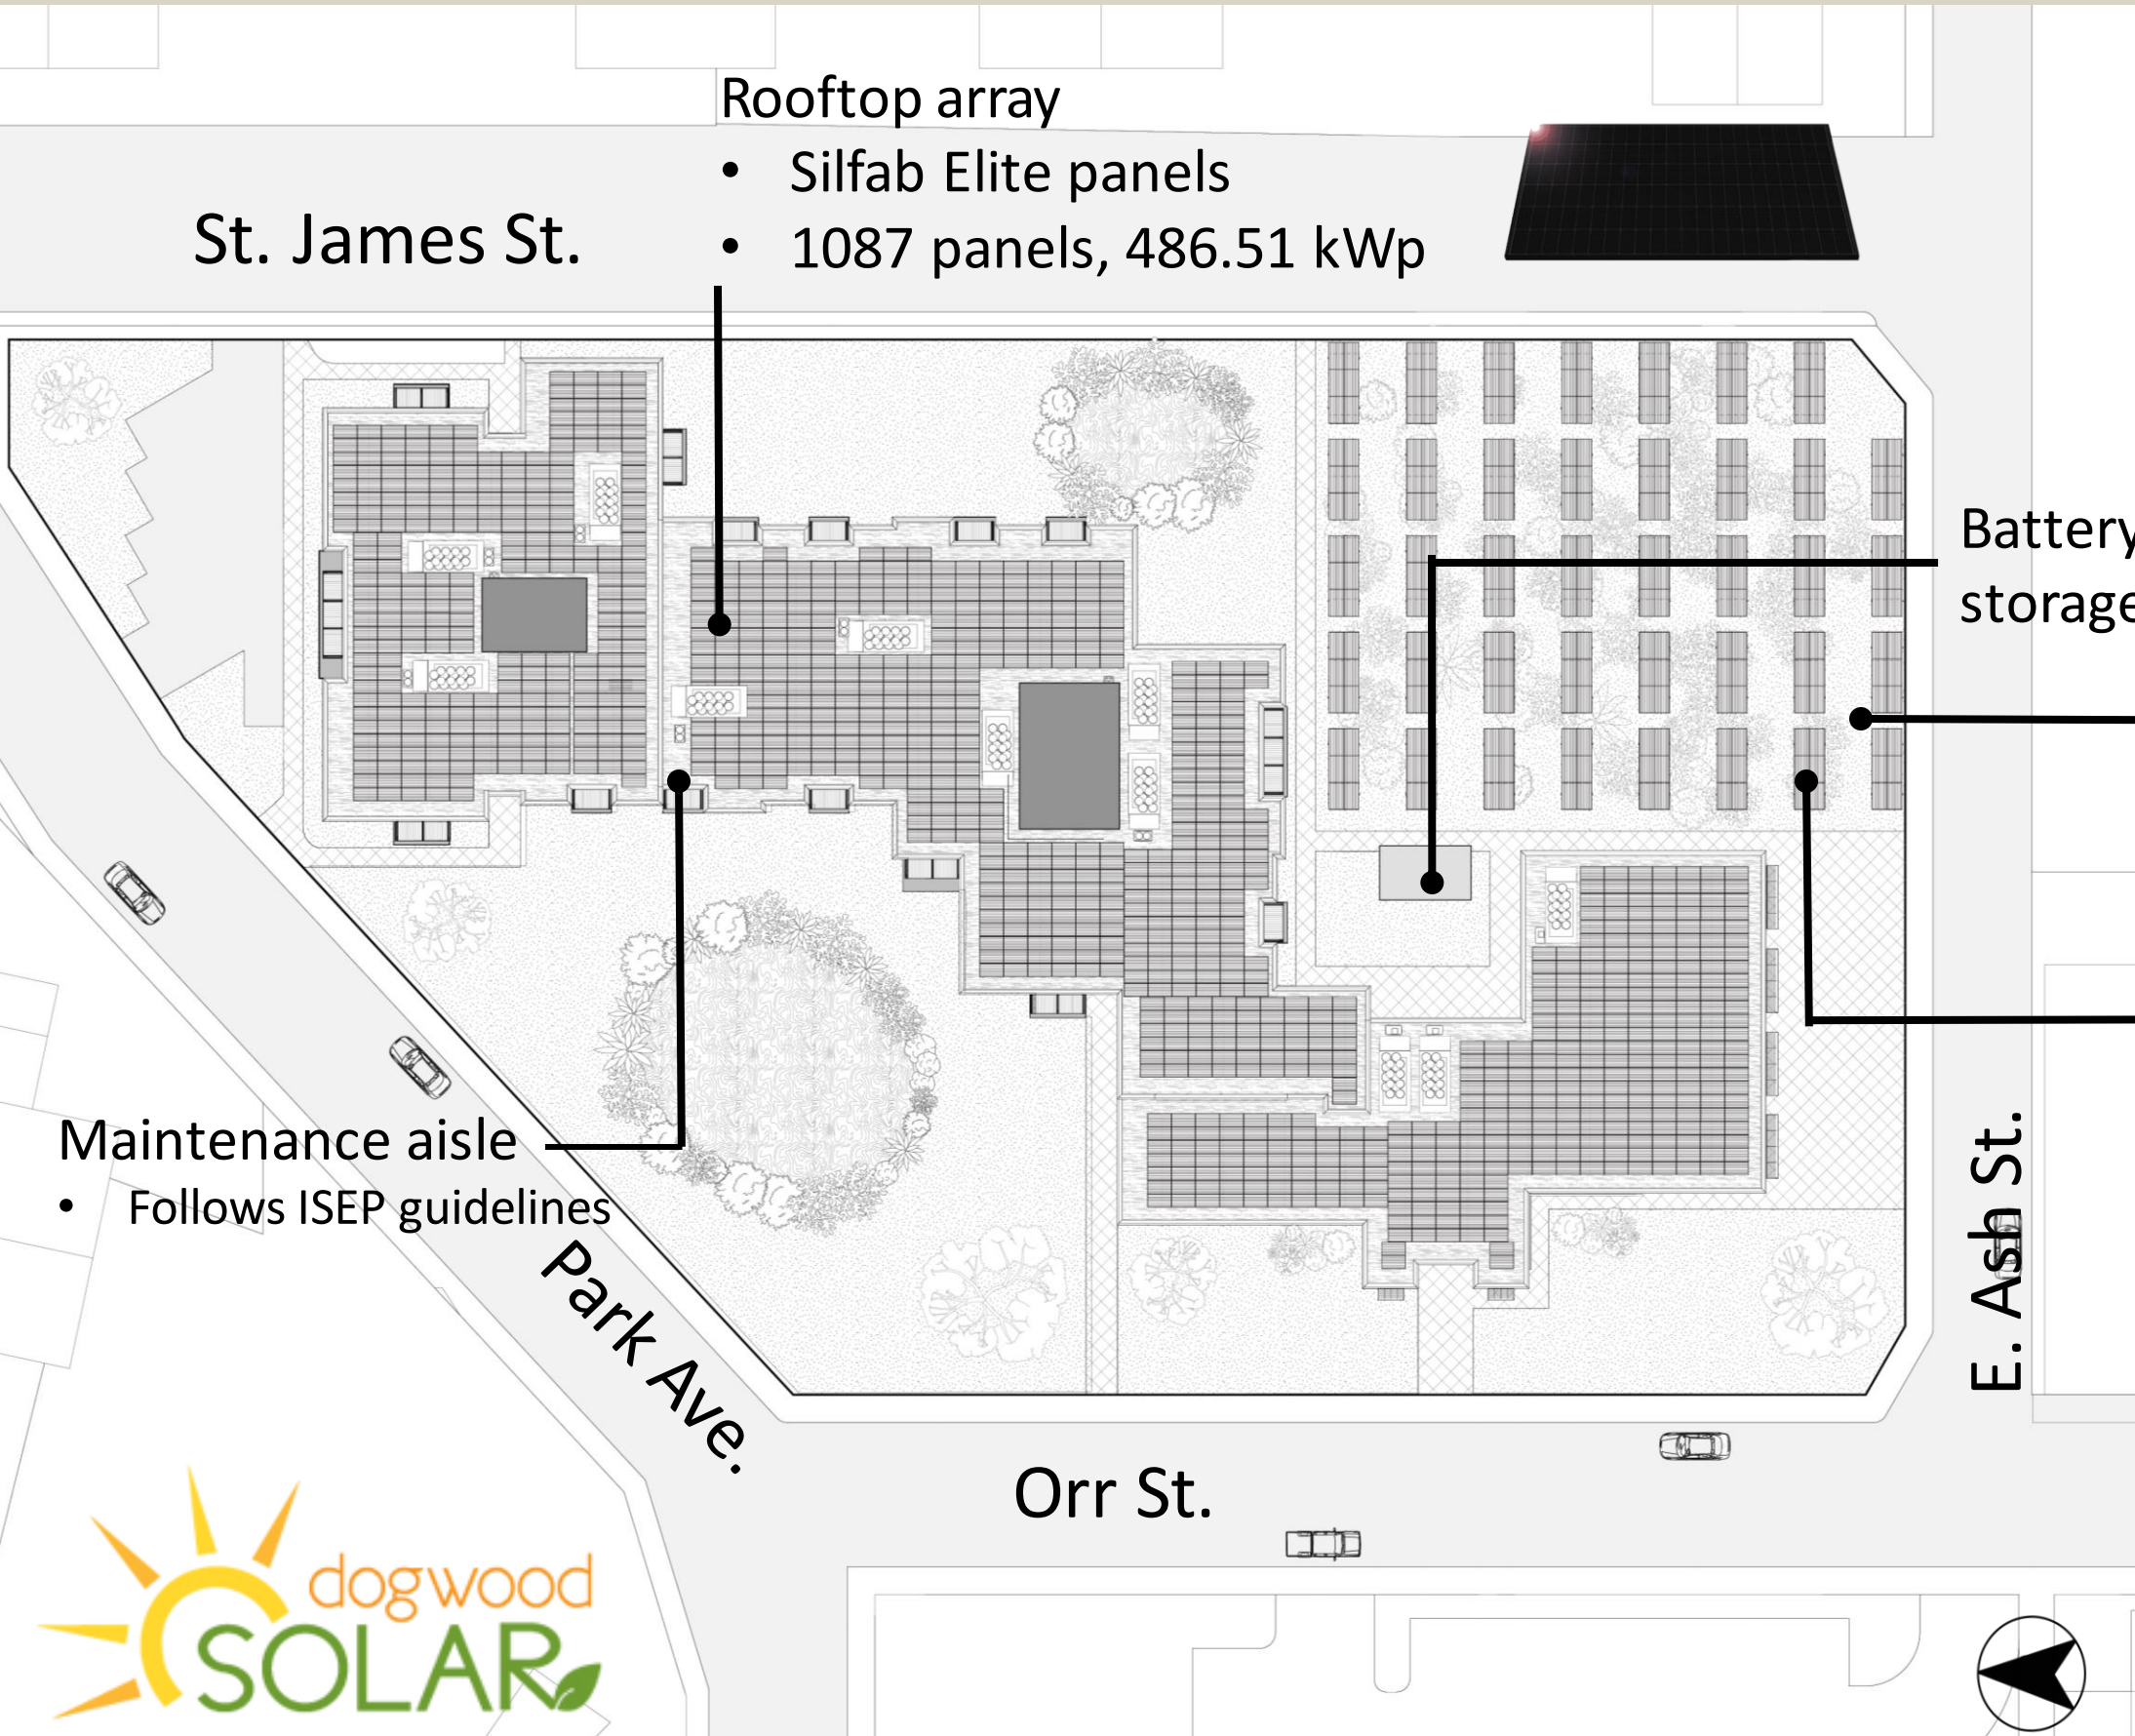 Rooftop array
• Silfab Elite panels
• 1087 panels, 486.51 kWp
St. James St.
Battery
storage
Maintenance aisle
• Follows ISEP guidelines
Park Ave.
E. Ash St.
Orr St.
dogwood
SOLAR